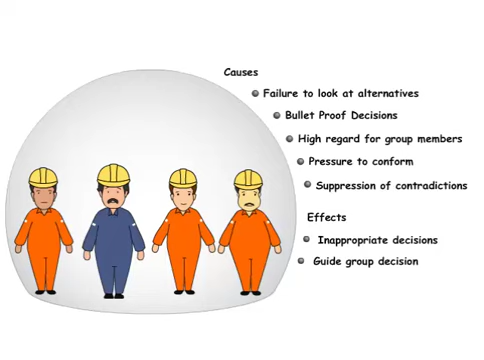 Causes
Failure to look at alternatives
Bullet Proof Decisions
High regard for group members
Pressure to conform
Suppression of contradictions
Effects
Inappropriate decisions
Guide group decision